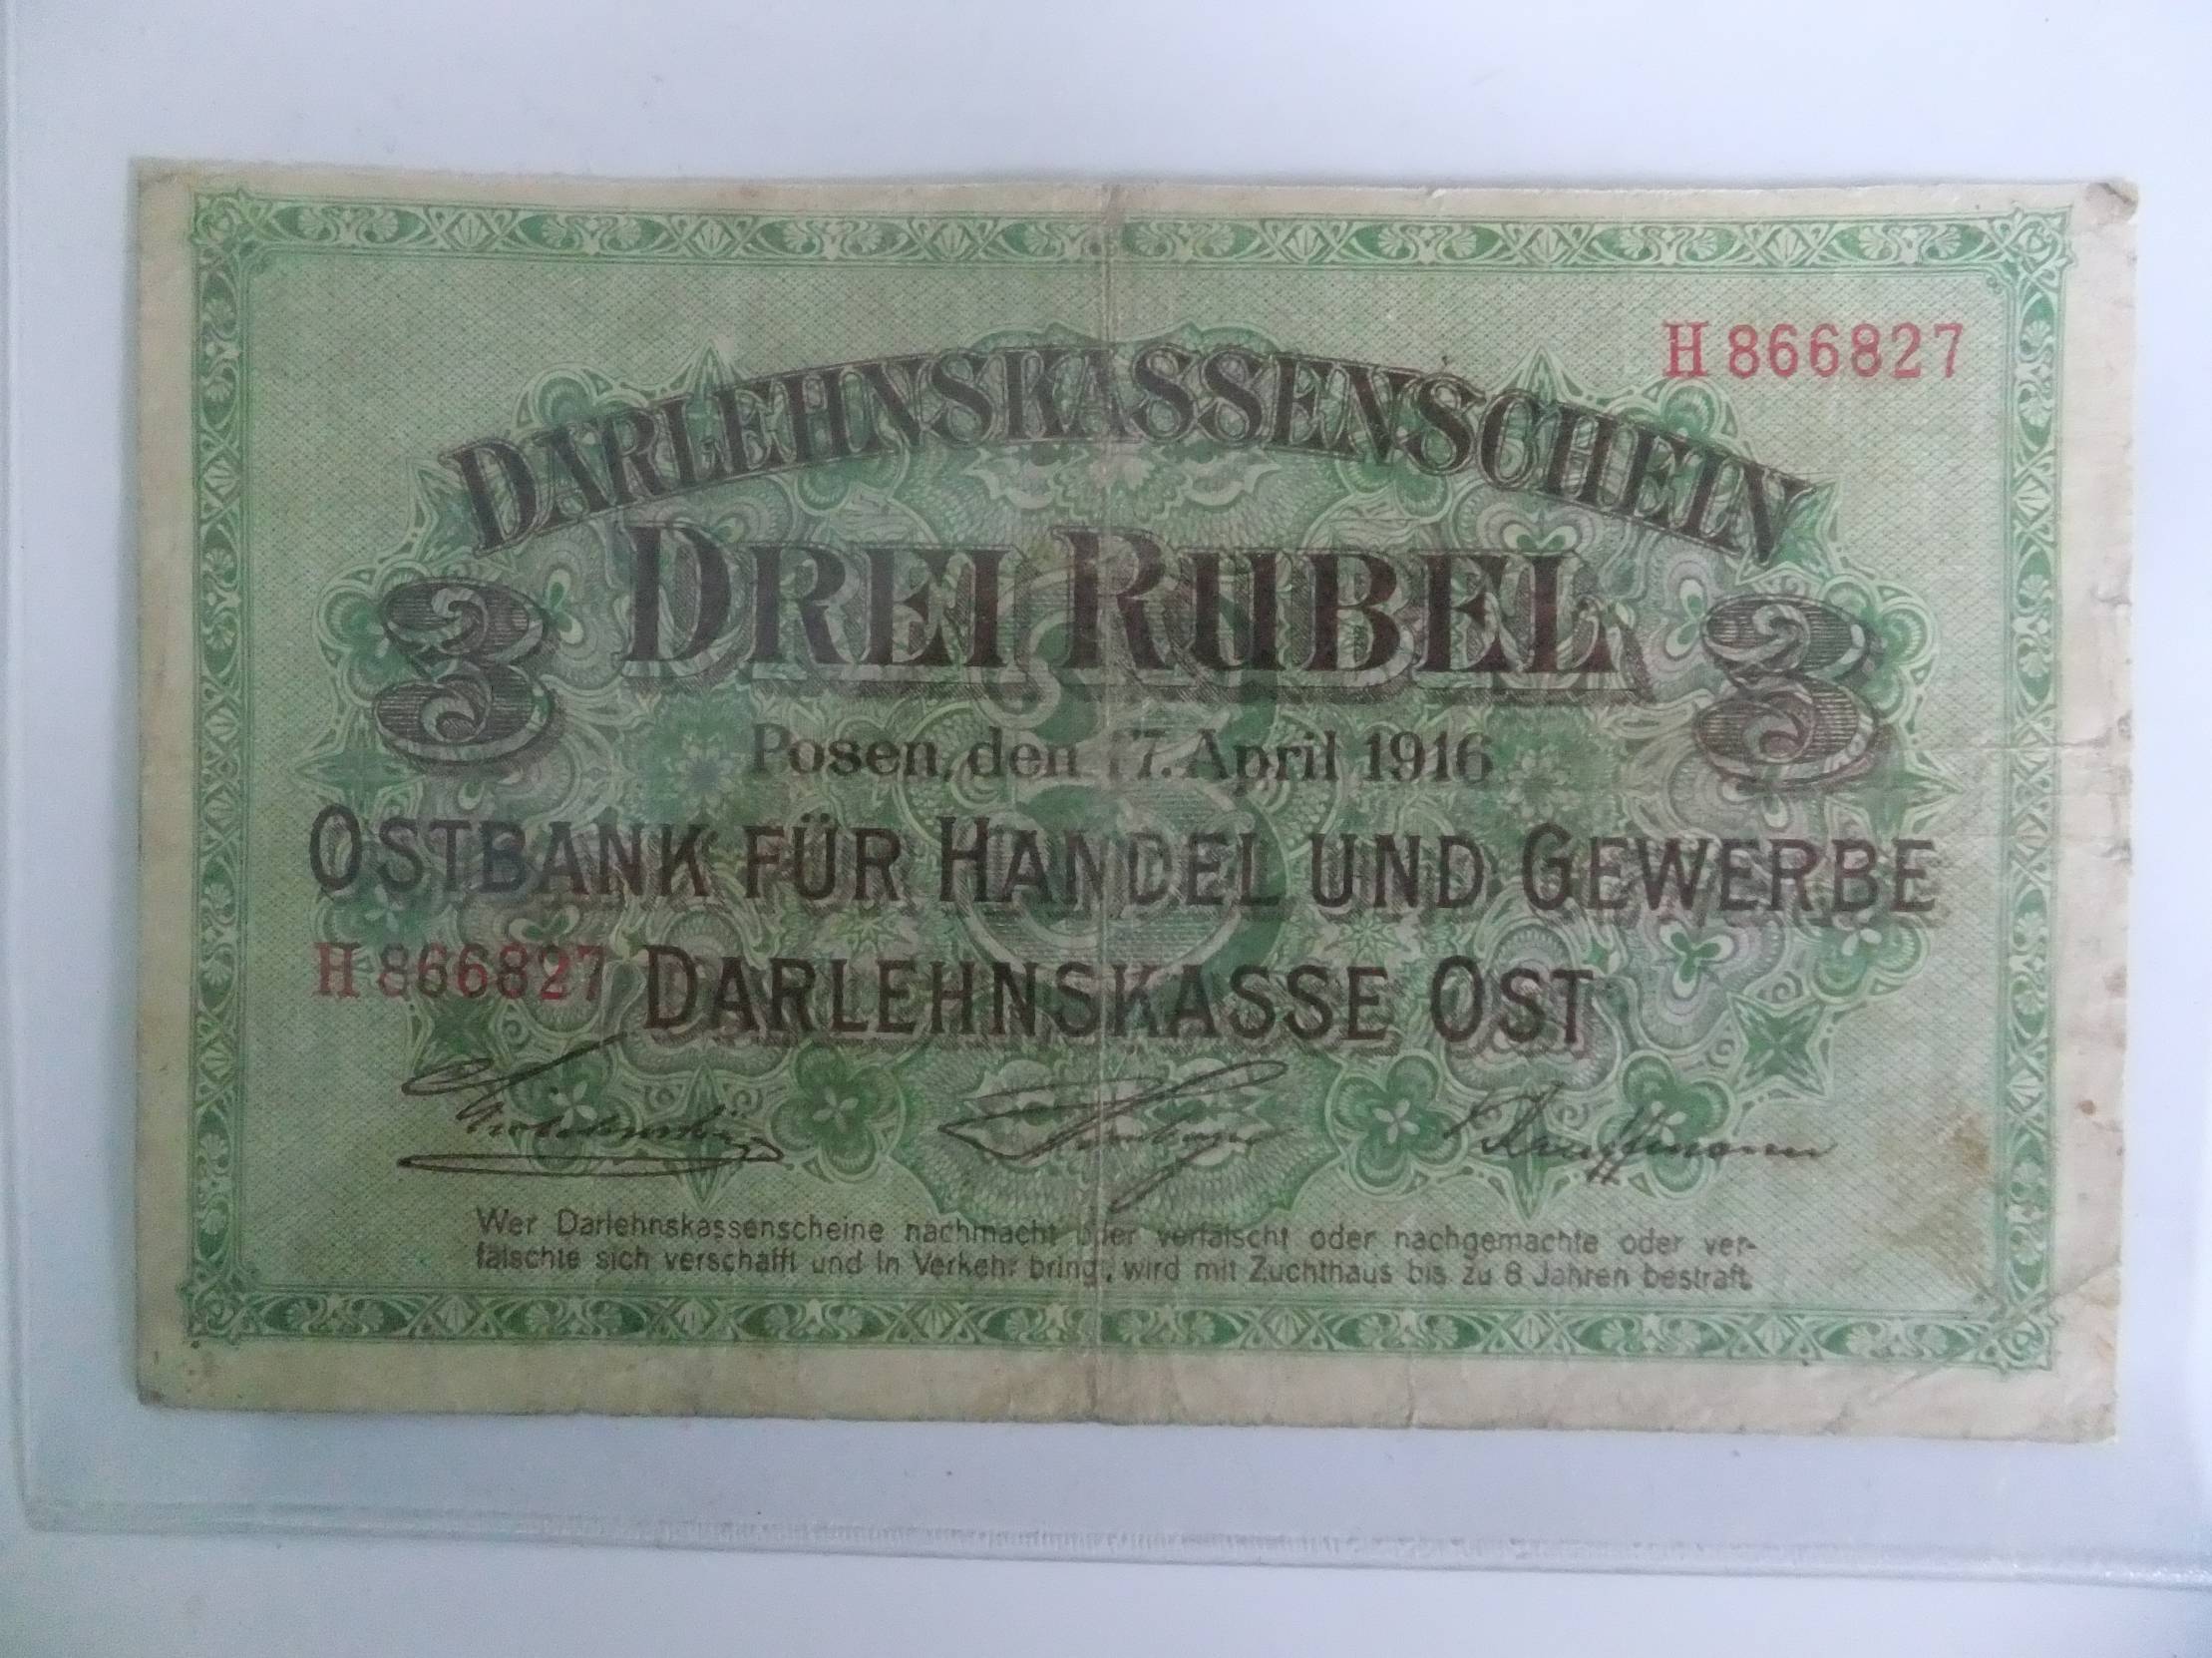 H 866827
DARLEHNSKASSENSCHEIN
3 DREI RUBEL 3
Posen, den 17. April 1916
OSTBANK FÜR HANDEL UND GEWERBE
H 866827 DARLEHNSKASSE OST
Wer Darlehnskassenscheine nachmacht oder verfälscht oder nachgemachte oder ver-
fälschte sich verschafft und in Verkehr bringt, wird mit Zuchthaus bis zu 8 Jahren bestraft.